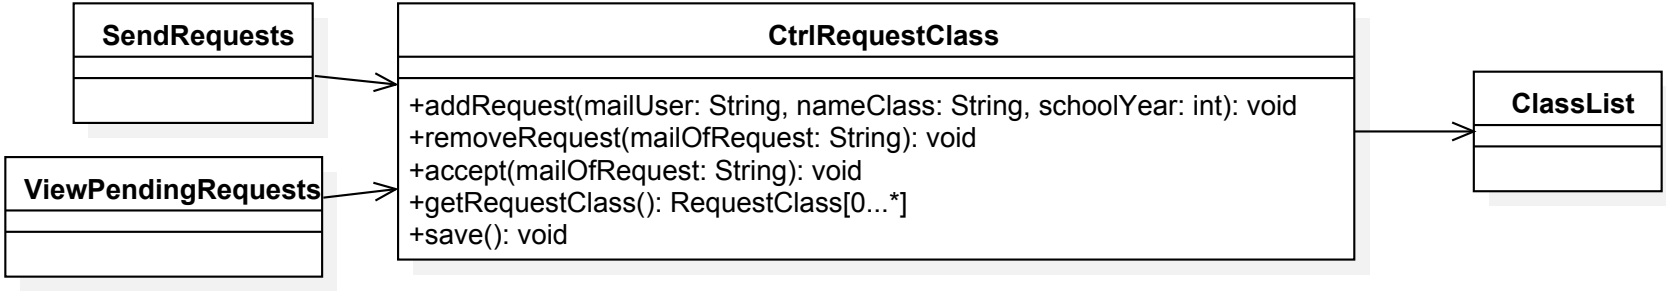 SendRequests
ViewPendingRequests
CtrlRequestClass
+addRequest(mailUser: String, nameClass: String, schoolYear: int): void
+removeRequest(mailOfRequest: String): void
+accept(mailOfRequest: String): void
+getRequestClass(): RequestClass[0...*]
+save(): void
ClassList